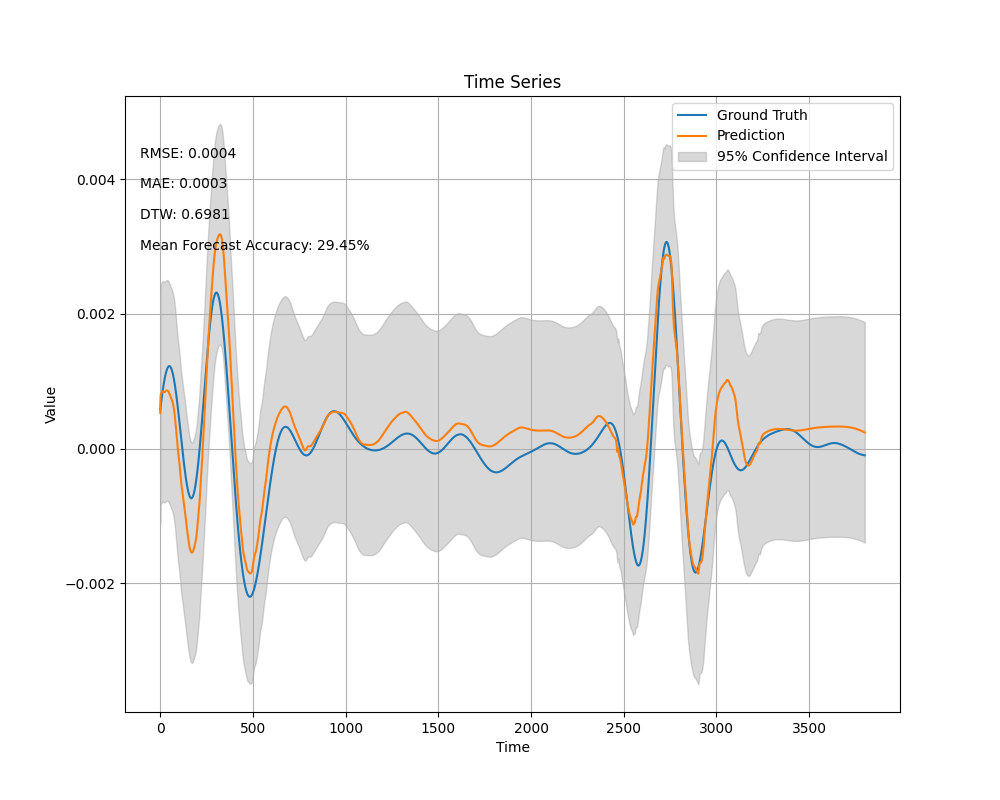 Time Series
Ground Truth
Prediction
95% Confidence Interval
RMSE: 0.0004
MAE: 0.0003
DTW: 0.6981
Mean Forecast Accuracy: 29.45%
0.004
0.002
0.000
−0.002
Value
0
500
1000
1500
2000
2500
3000
3500
Time